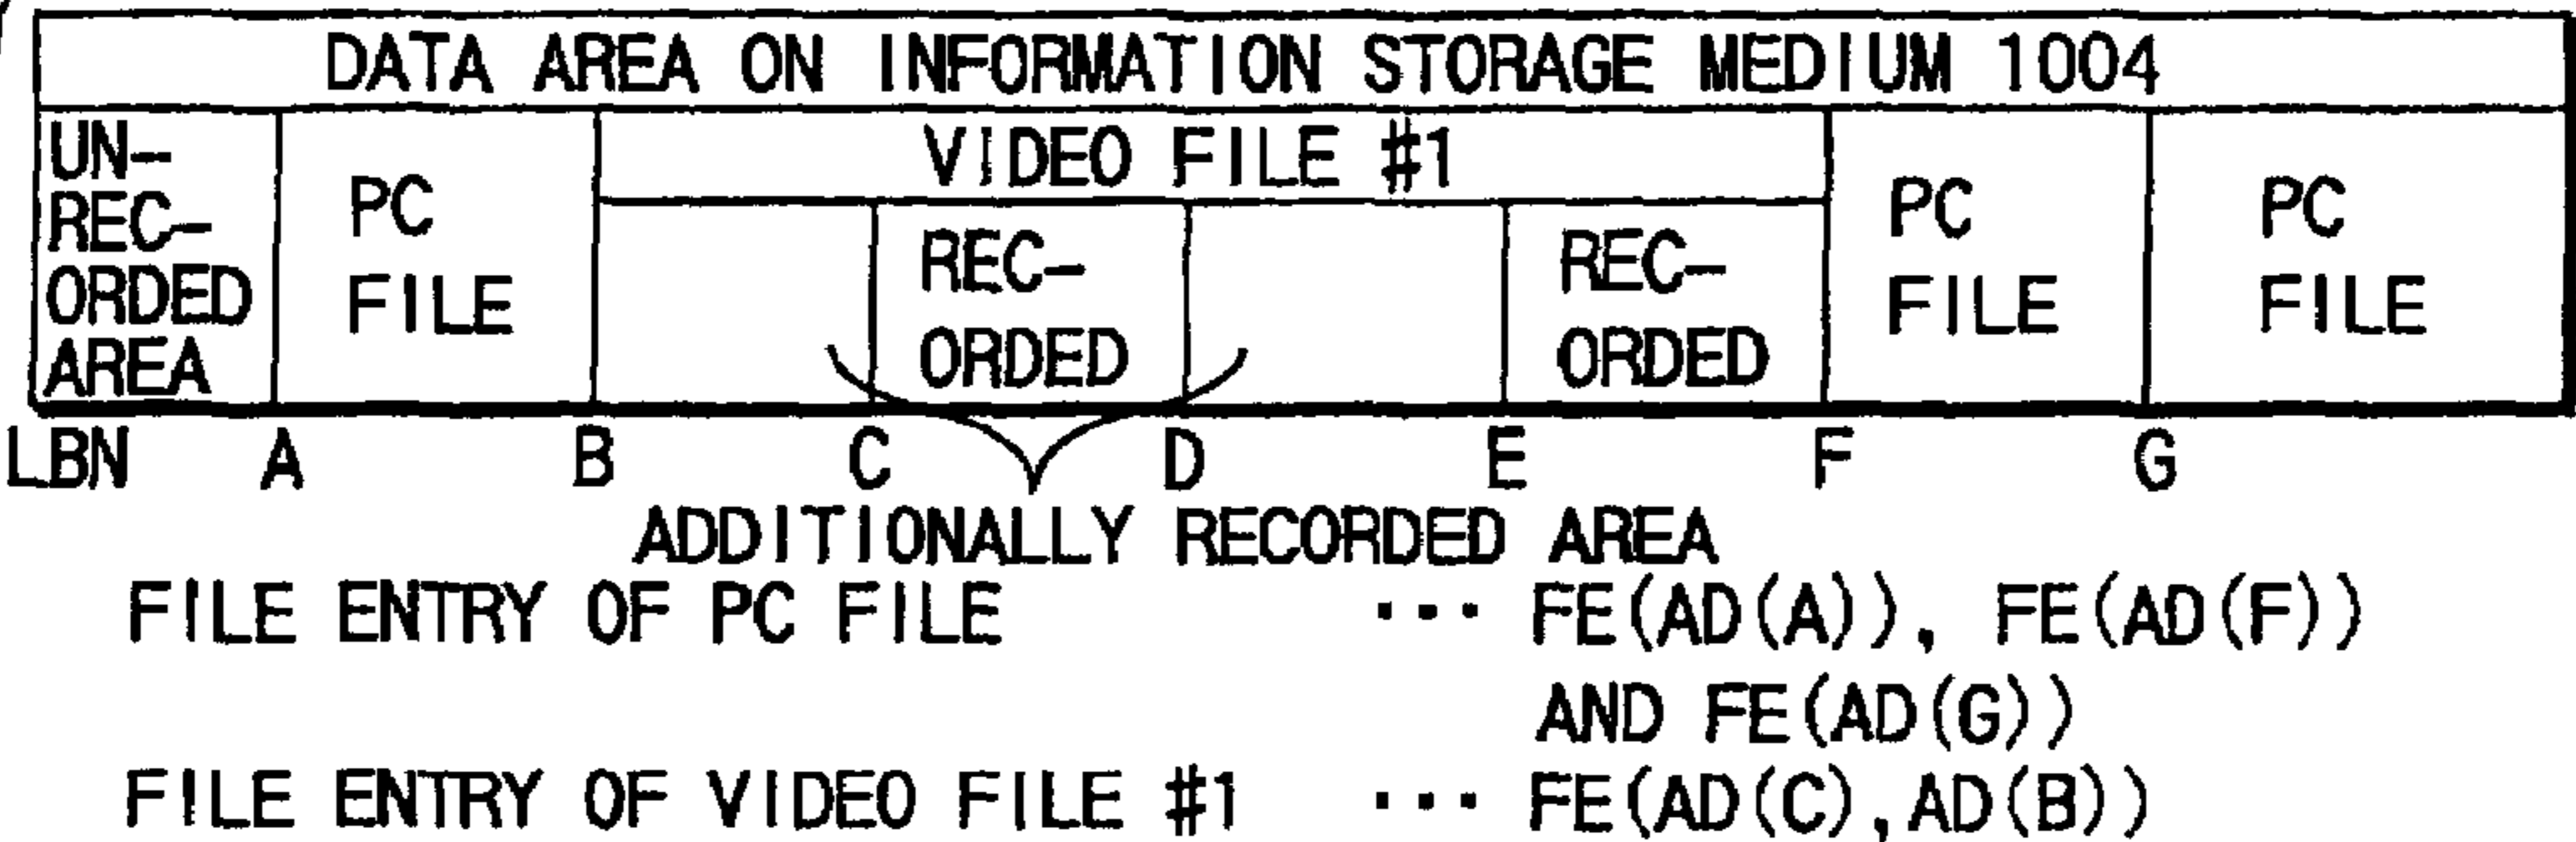 DATA AREA ON INFORMATION STORAGE MEDIUM 1004
UN-
REC-
ORDED
AREA
PC
FILE
VIDEO FILE #1
REC-
ORDED
REC-
ORDED
PC
FILE
PC
FILE
LBN A B C D E F G
ADDITIONALLY RECORDED AREA
FILE ENTRY OF PC FILE ··· FE(AD(A)), FE(AD(F))
AND FE(AD(G))
FILE ENTRY OF VIDEO FILE #1 ··· FE(AD(C),AD(B))